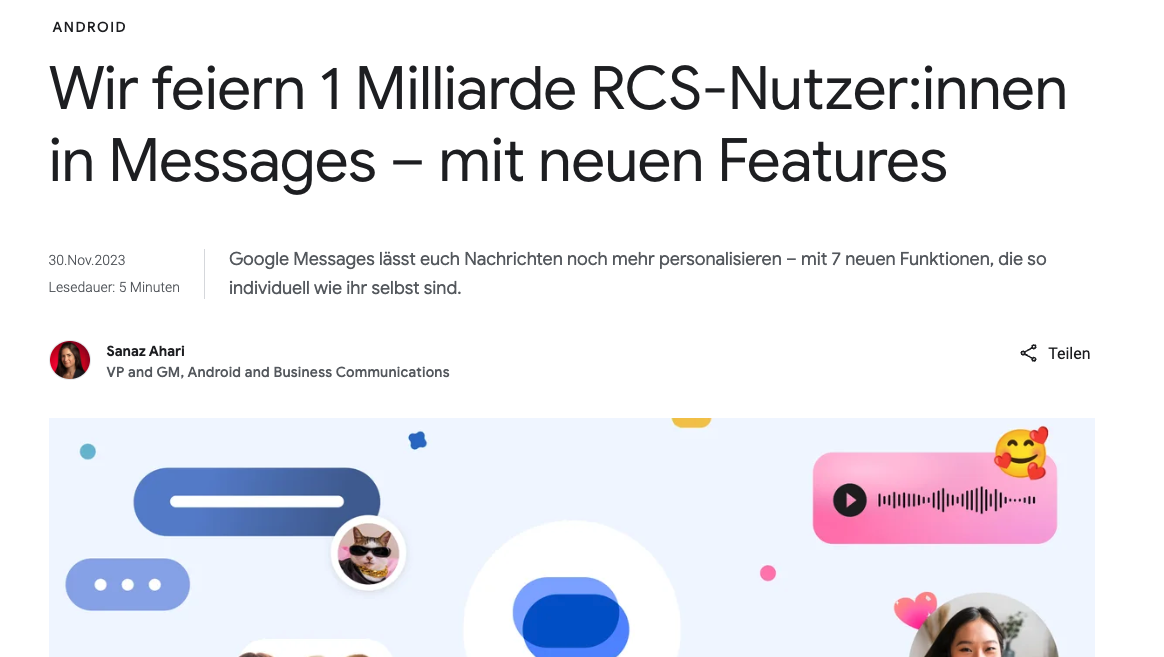 ANDROID
Wir feiern 1 Milliarde RCS-Nutzer:innen
in Messages – mit neuen Features
30.Nov.2023
Lesedauer: 5 Minuten
Google Messages lässt euch Nachrichten noch mehr personalisieren – mit 7 neuen Funktionen, die so
individuell wie ihr selbst sind.
Sanaz Ahari
VP and GM, Android and Business Communications
Teilen